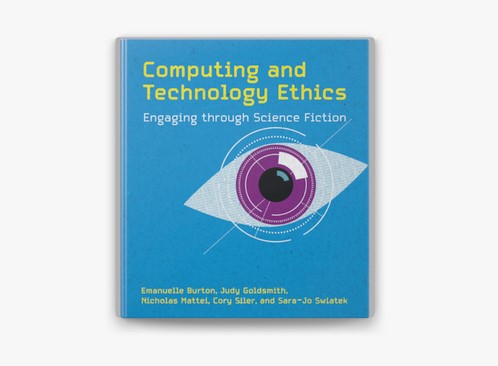 Computing and
Technology Ethics
Engaging through Science Fiction
Emanuelle Burton, Judy Goldsmith,
Nicholas Mattei, Cory Siler, and Sara-Jo Swiatek